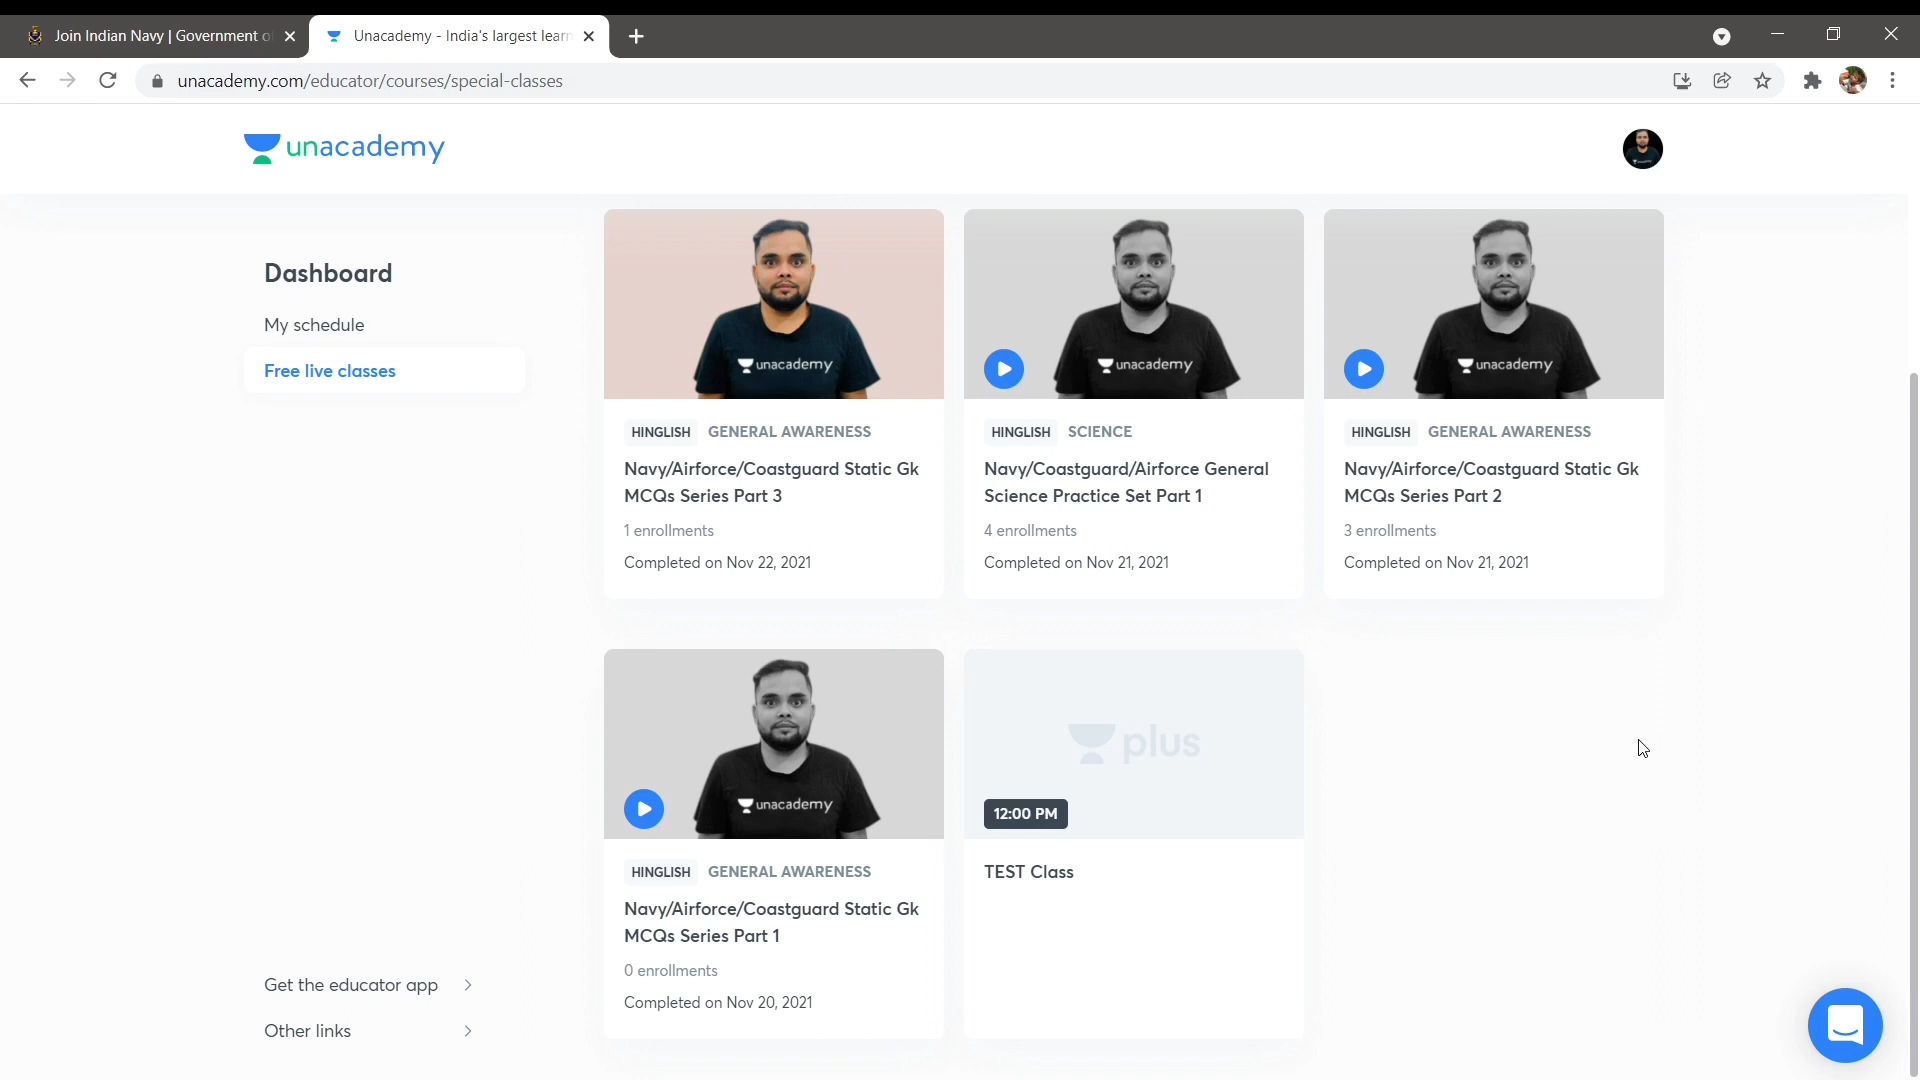 Join Indian Navy | Government o
Unacademy - India's largest learn
unacademy.com/educator/courses/special-classes
unacademy
Dashboard
My schedule
Free live classes
unacademy
unacademy
unacademy
HINGLISH GENERAL AWARENESS
Navy/Airforce/Coastguard Static Gk
MCQs Series Part 3
1 enrollments
Completed on Nov 22, 2021
HINGLISH SCIENCE
Navy/Coastguard/Airforce General
Science Practice Set Part 1
4 enrollments
Completed on Nov 21, 2021
HINGLISH GENERAL AWARENESS
Navy/Airforce/Coastguard Static Gk
MCQs Series Part 2
3 enrollments
Completed on Nov 21, 2021
unacademy
HINGLISH GENERAL AWARENESS
Navy/Airforce/Coastguard Static Gk
MCQs Series Part 1
0 enrollments
Completed on Nov 20, 2021
plus
12:00 PM
TEST Class
Get the educator app
Other links